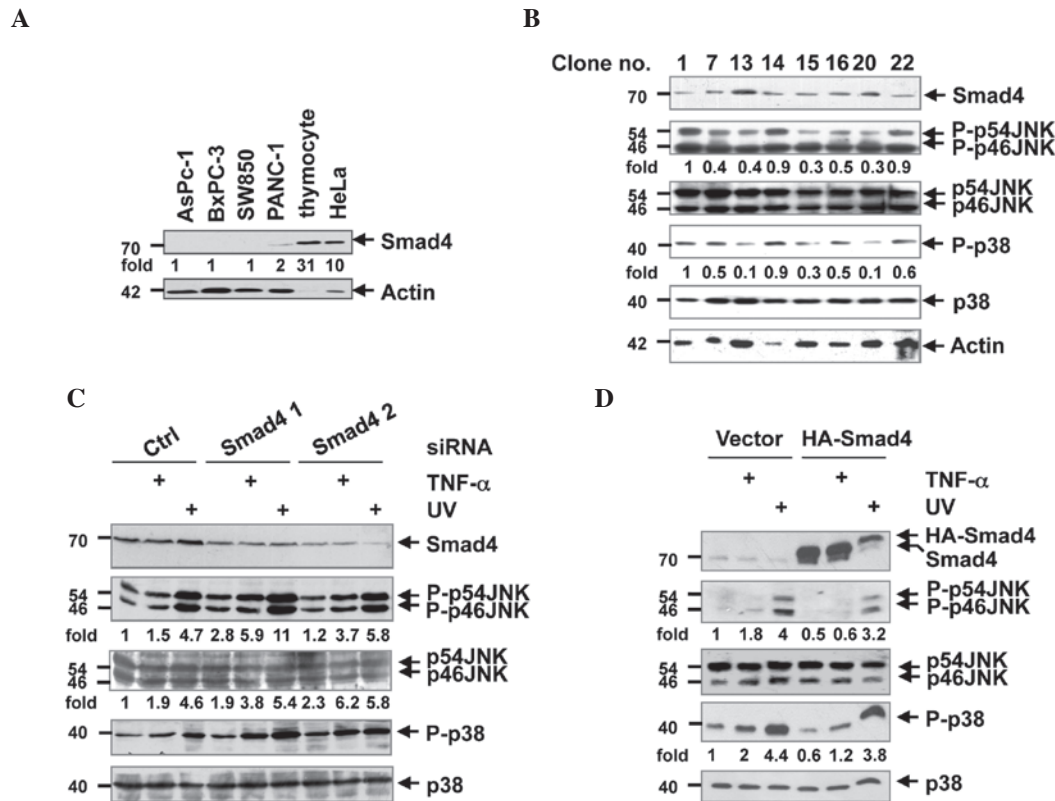 A
AsPc-1
BxPC-3
SW850
PANC-1
thymocyte
HeLa
70 Smad4
fold 1 1 1 2 31 10
42 Actin
B
Clone no. 1 7 13 14 15 16 20 22
70 Smad4
54 P-p54JNK
46 P-p46JNK
fold 1 0.4 0.4 0.9 0.3 0.5 0.3 0.9
54 p54JNK
46 p46JNK
40 P-p38
1 0.5 0.1 0.9 0.3 0.5 0.1 0.6
40 p38
42 Actin
C
Ctrl Smad4 1 Smad4 2 siRNA
+ + + TNF-α
+ + + UV
70 Smad4
54 P-p54JNK
46 P-p46JNK
fold 1 1.5 4.7 2.8 5.9 11 1.2 3.7 5.8
54 p54JNK
46 p46JNK
fold 1 1.9 4.6 1.9 3.8 5.4 2.3 6.2 5.8
40 P-p38
40 p38
D
Vector HA-Smad4
+ + TNF-α
+ + UV
HA-Smad4
70 Smad4
54 P-p54JNK
46 P-p46JNK
fold 1 1.8 4 0.5 0.6 3.2
54 p54JNK
46 p46JNK
40 P-p38
fold 1 2 4.4 0.6 1.2 3.8
40 p38